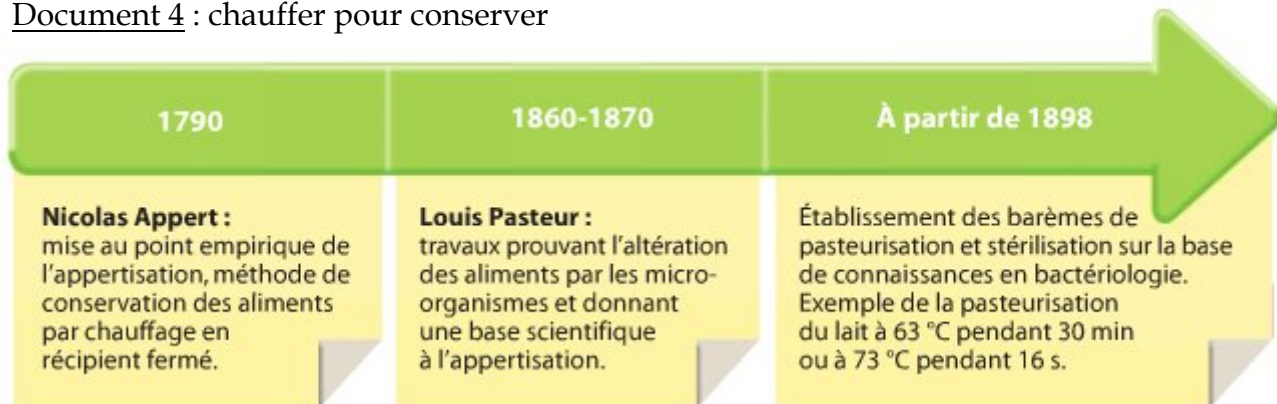 Document 4 : chauffer pour conserver
1790
Nicolas Appert :
mise au point empirique de
l'appertisation, méthode de
conservation des aliments
par chauffage en
récipient fermé.
1860-1870
Louis Pasteur :
travaux prouvant l'altération
des aliments par les micro-
organismes et donnant
une base scientifique
à l'appertisation.
À partir de 1898
Établissement des barèmes de
pasteurisation et stérilisation sur la base
de connaissances en bactériologie.
Exemple de la pasteurisation
du lait à 63 °C pendant 30 min
ou à 73 °C pendant 16 s.